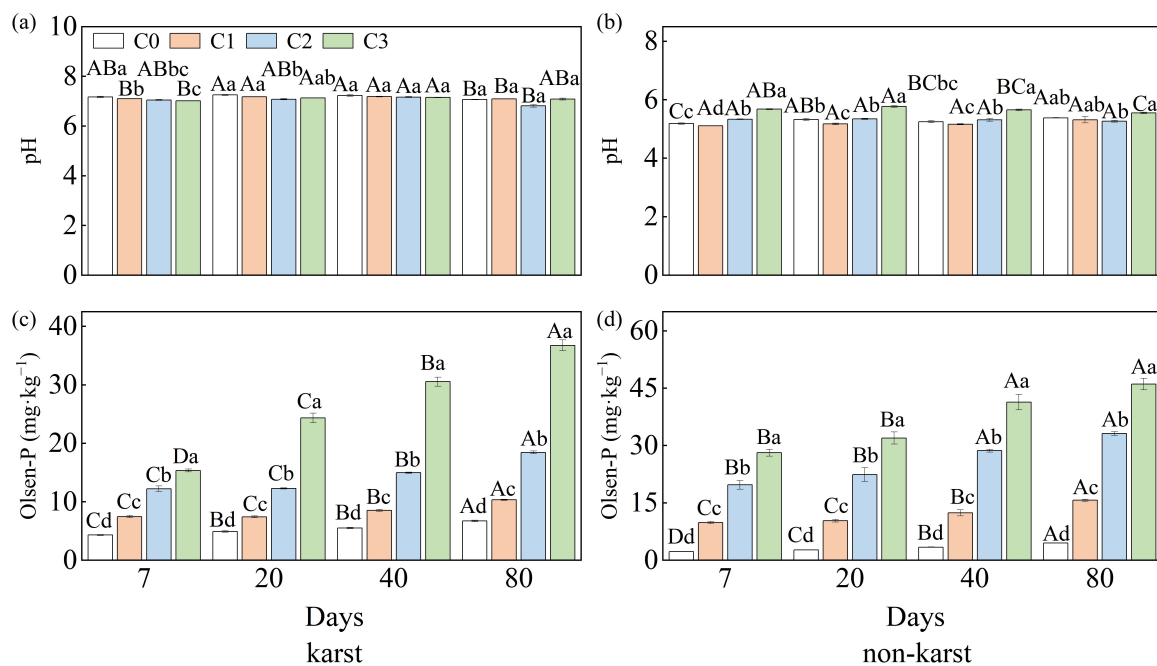 (a)
10
8
6
4
2
0
pH
C0 C1 C2 C3
ABa Bb ABbc Bc Aa Aa ABb Aab Aa Aa Aa Aa Ba Ba Ba ABa
(b)
8
6
4
2
0
pH
Cc Ad Ab ABa ABb Ac Ab Aa BCbc Ac Ab BCa Aab Aab Ab Ca
(c)
40
30
20
10
0
Olsen-P (mg·kg⁻¹)
Cd Cc Cb Da Bd Cc Cb Ca Bd Bc Bb Ba Ad Ac Ab Aa
7 20 40 80
Days
karst
(d)
60
45
30
15
0
Olsen-P (mg·kg⁻¹)
Dd Cc Bb Ba Cd Cc Bb Ba Bd Bc Ab Aa Ad Ac Ab Aa
7 20 40 80
Days
non-karst